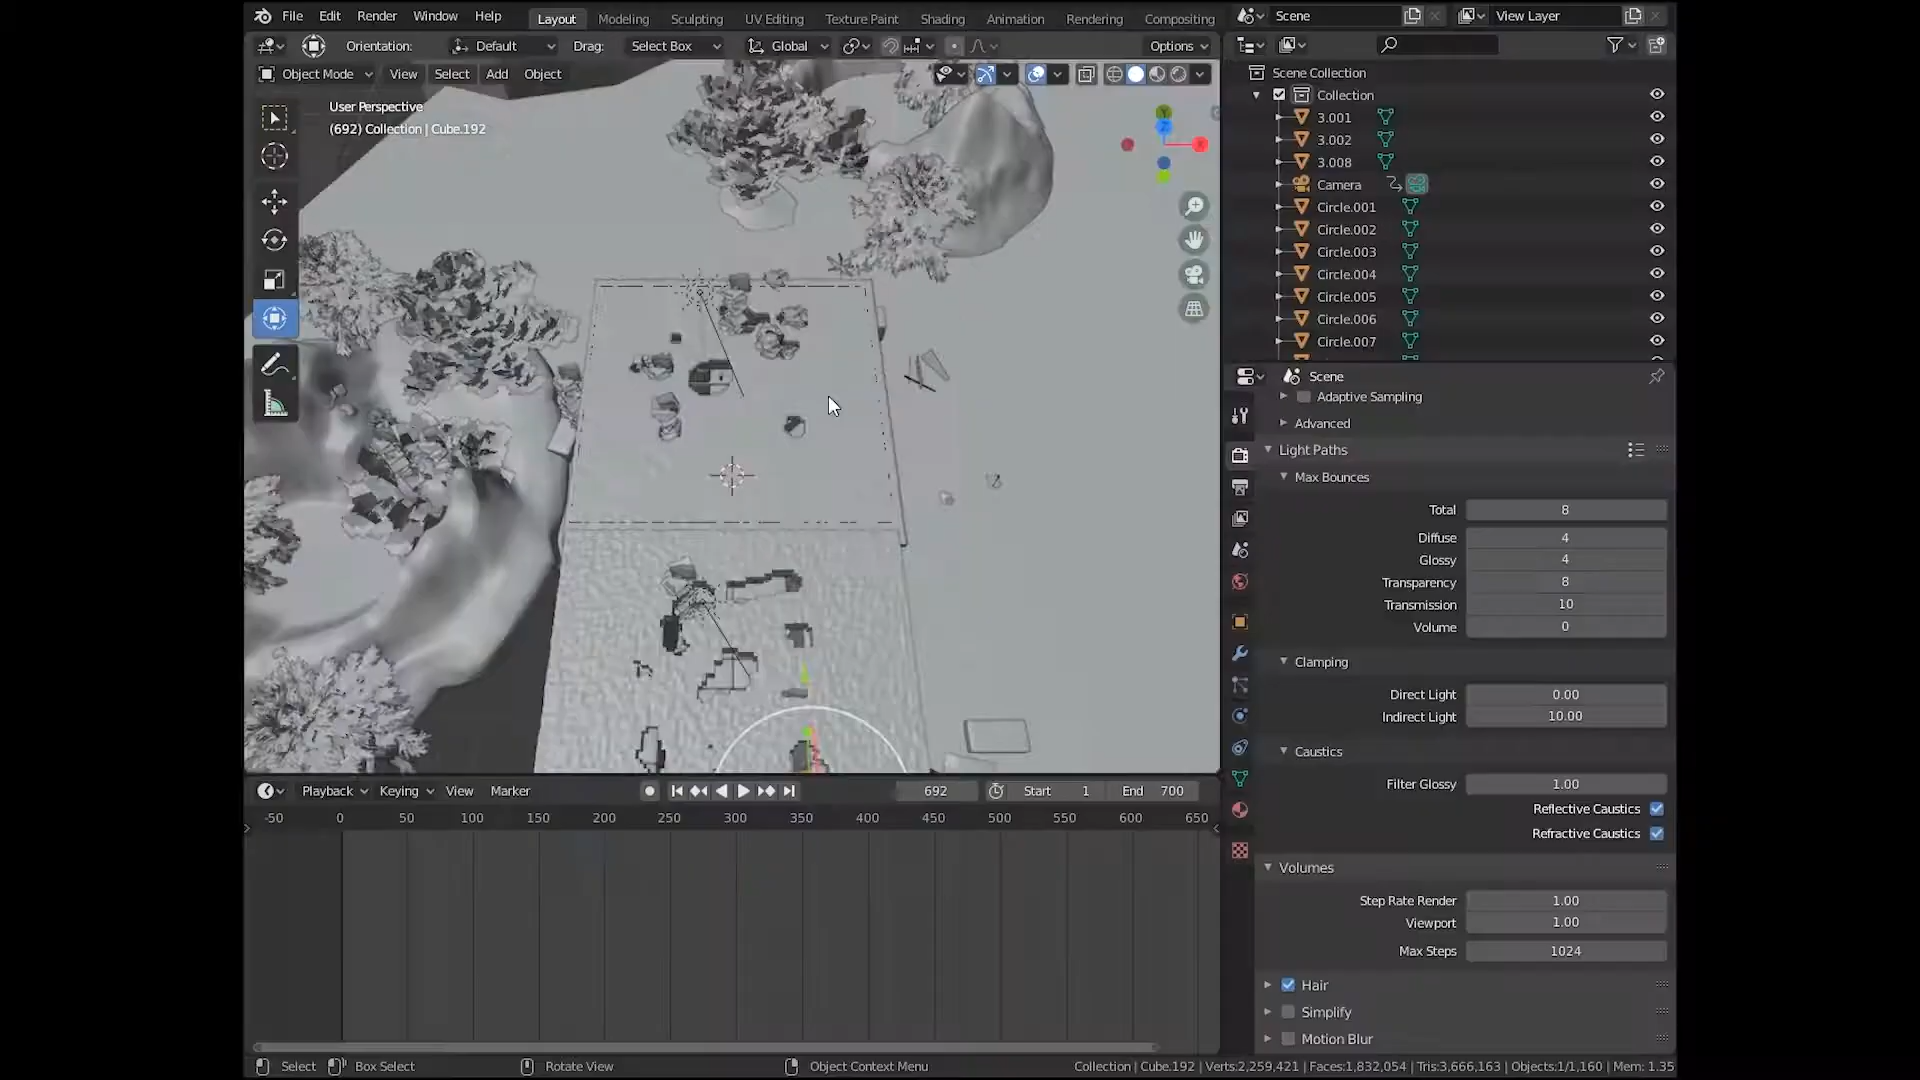 File Edit Render Window Help Layout Modeling Sculpting UV Editing Texture Paint Shading Animation Rendering Compositing Scene View Layer
Orientation: Default Drag: Select Box Global Options
Object Mode View Select Add Object
User Perspective
(692) Collection | Cube.192
Scene Collection
Collection
3.001
3.002
3.008
Camera
Circle.001
Circle.002
Circle.003
Circle.004
Circle.005
Circle.006
Circle.007
Scene
Adaptive Sampling
Advanced
Light Paths
Max Bounces
Total 8
Diffuse 4
Glossy 4
Transparency 8
Transmission 10
Volume 0
Clamping
Direct Light 0.00
Indirect Light 10.00
Caustics
Filter Glossy 1.00
Reflective Caustics
Refractive Caustics
Volumes
Step Rate Render 1.00
Viewport 1.00
Max Steps 1024
Hair
Simplify
Motion Blur
Playback Keying View Marker 692 Start 1 End 700
-50 0 50 100 150 200 250 300 350 400 450 500 550 600 650
Select Box Select Rotate View Object Context Menu Collection | Cube.192 | Verts:2,259,421 | Faces:1,832,054 | Tris:3,666,163 | Objects:1/1,160 | Mem: 1.35
X
Y
Z